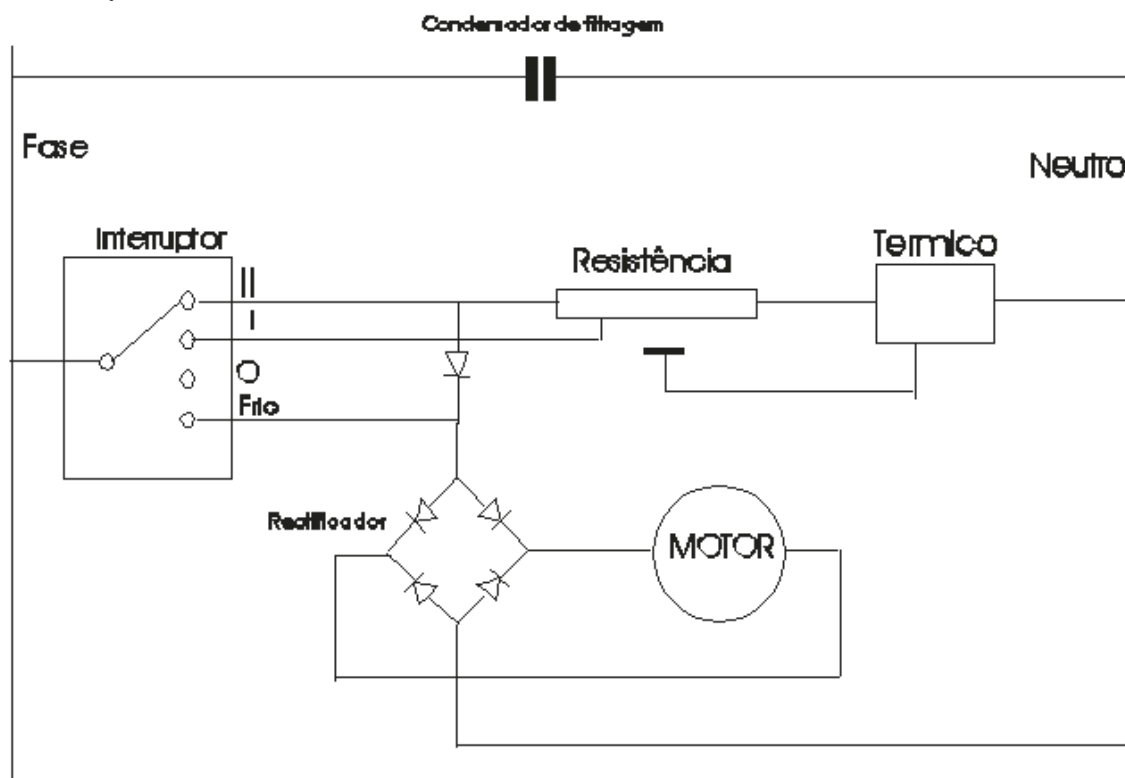 Condensador de filtragem
Fase
Neutro
Interruptor
Resistência
Termico
II
I
O
Frio
Rectificador
MOTOR